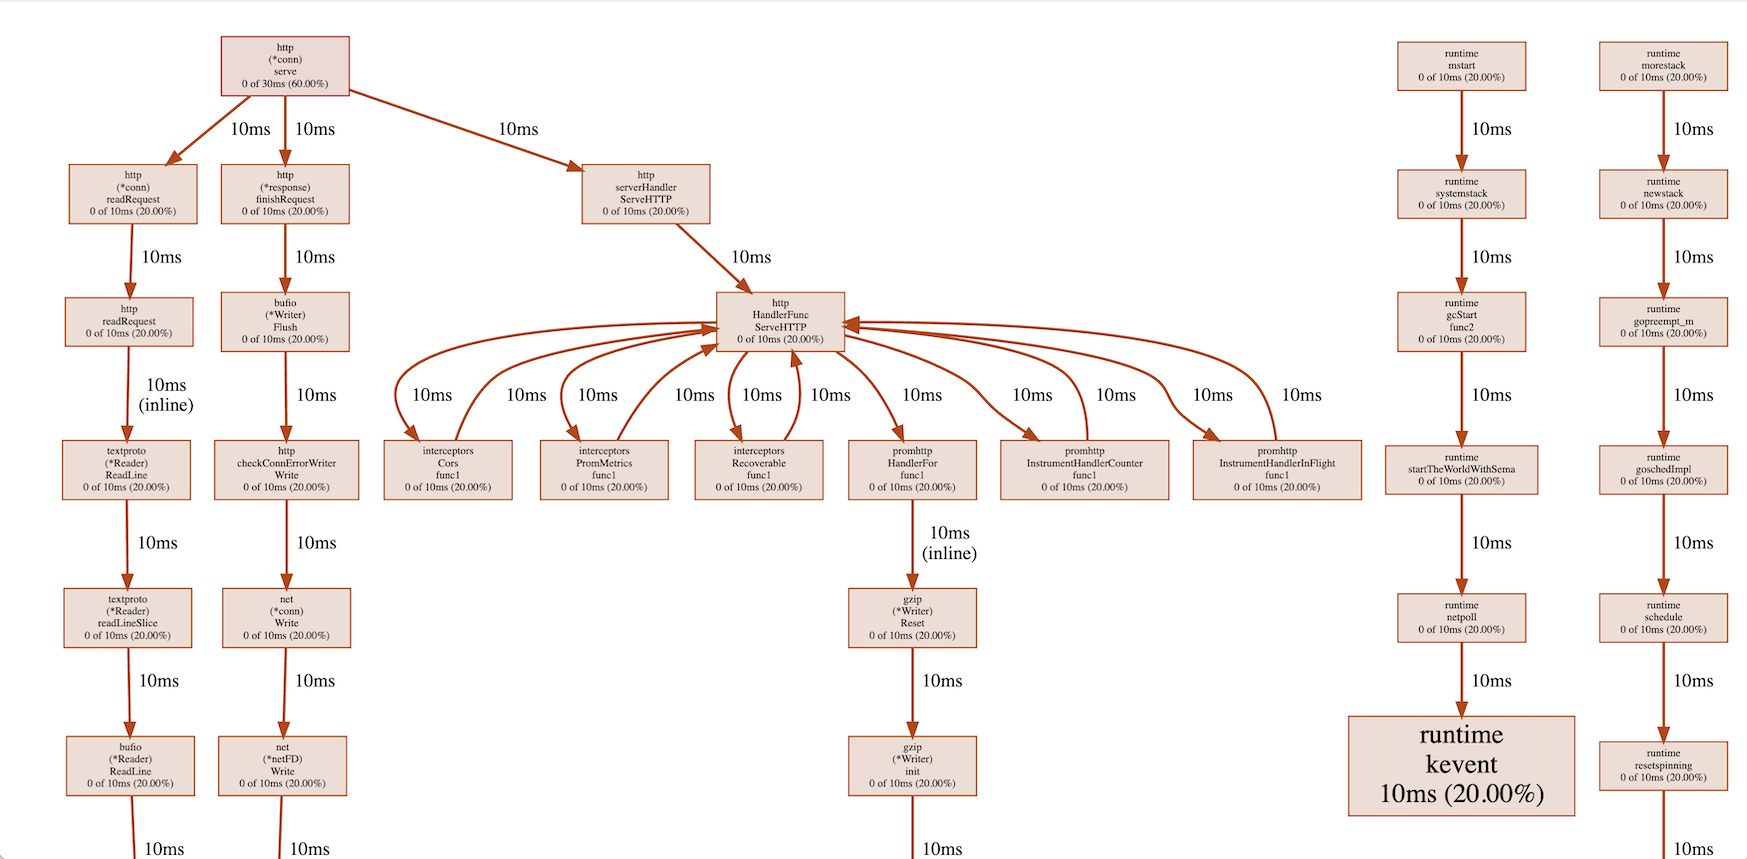 http
(*conn)
serve
0 of 30ms (60.00%)
runtime
mstart
0 of 10ms (20.00%)
runtime
morestack
0 of 10ms (20.00%)
10ms
10ms
10ms
10ms
10ms
http
(*conn)
readRequest
0 of 10ms (20.00%)
http
(*response)
finishRequest
0 of 10ms (20.00%)
http
serverHandler
ServeHTTP
0 of 10ms (20.00%)
runtime
systemstack
0 of 10ms (20.00%)
runtime
newstack
0 of 10ms (20.00%)
10ms
10ms
10ms
10ms
10ms
http
readRequest
0 of 10ms (20.00%)
bufio
(*Writer)
Flush
0 of 10ms (20.00%)
http
HandlerFunc
ServeHTTP
0 of 10ms (20.00%)
runtime
gcStart
func2
0 of 10ms (20.00%)
runtime
gopreempt_m
0 of 10ms (20.00%)
10ms
(inline)
10ms
10ms
10ms
10ms
10ms
10ms
10ms
10ms
10ms
10ms
10ms
10ms
10ms
10ms
textproto
(*Reader)
ReadLine
0 of 10ms (20.00%)
http
checkConnErrorWriter
Write
0 of 10ms (20.00%)
interceptors
Cors
func1
0 of 10ms (20.00%)
interceptors
PromMetrics
func1
0 of 10ms (20.00%)
interceptors
Recoverable
func1
0 of 10ms (20.00%)
promhttp
HandlerFor
func1
0 of 10ms (20.00%)
promhttp
InstrumentHandlerCounter
func1
0 of 10ms (20.00%)
promhttp
InstrumentHandlerInFlight
func1
0 of 10ms (20.00%)
runtime
startTheWorldWithSema
0 of 10ms (20.00%)
runtime
goschedImpl
0 of 10ms (20.00%)
10ms
10ms
10ms
(inline)
10ms
10ms
textproto
(*Reader)
readLineSlice
0 of 10ms (20.00%)
net
(*conn)
Write
0 of 10ms (20.00%)
gzip
(*Writer)
Reset
0 of 10ms (20.00%)
runtime
netpoll
0 of 10ms (20.00%)
runtime
schedule
0 of 10ms (20.00%)
10ms
10ms
10ms
10ms
10ms
bufio
(*Reader)
ReadLine
0 of 10ms (20.00%)
net
(*netFD)
Write
0 of 10ms (20.00%)
gzip
(*Writer)
init
0 of 10ms (20.00%)
runtime
kevent
10ms (20.00%)
runtime
resetspinning
0 of 10ms (20.00%)
10ms
10ms
10ms
10ms